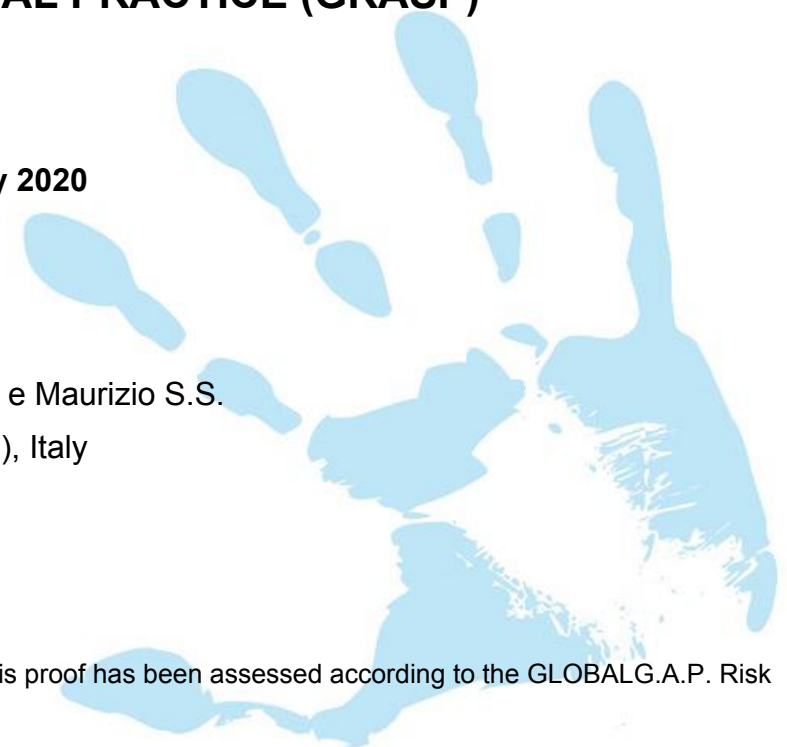 AL PRACTICE (GRASP)
y 2020
e Maurizio S.S.
), Italy
is proof has been assessed according to the GLOBALG.A.P. Risk